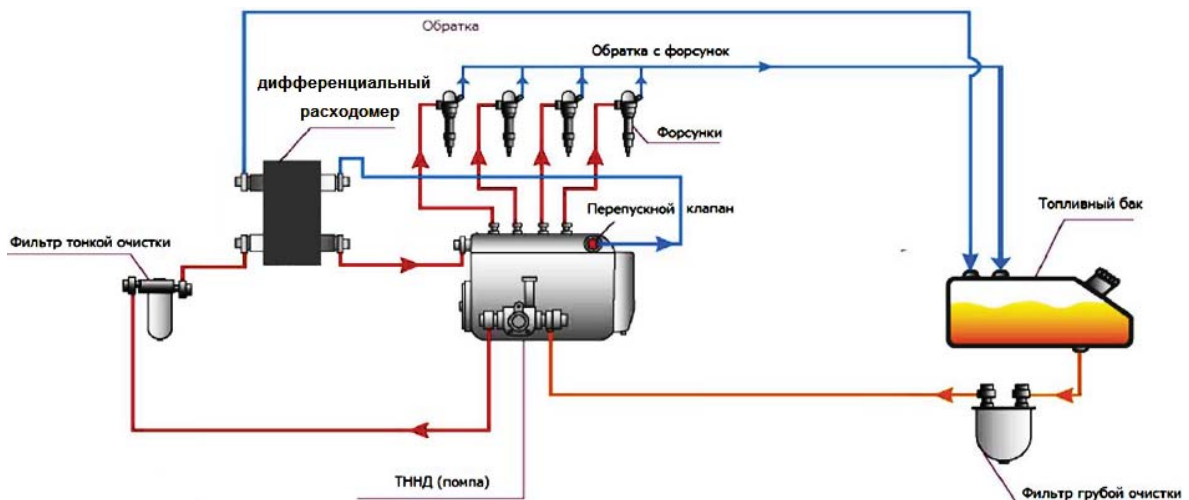 Обратка
Обратка с форсунок
дифференциальный
расходомер
Форсунки
Перепускной клапан
Топливный бак
Фильтр тонкой очистки
ТННД (помпа)
Фильтр грубой очистки